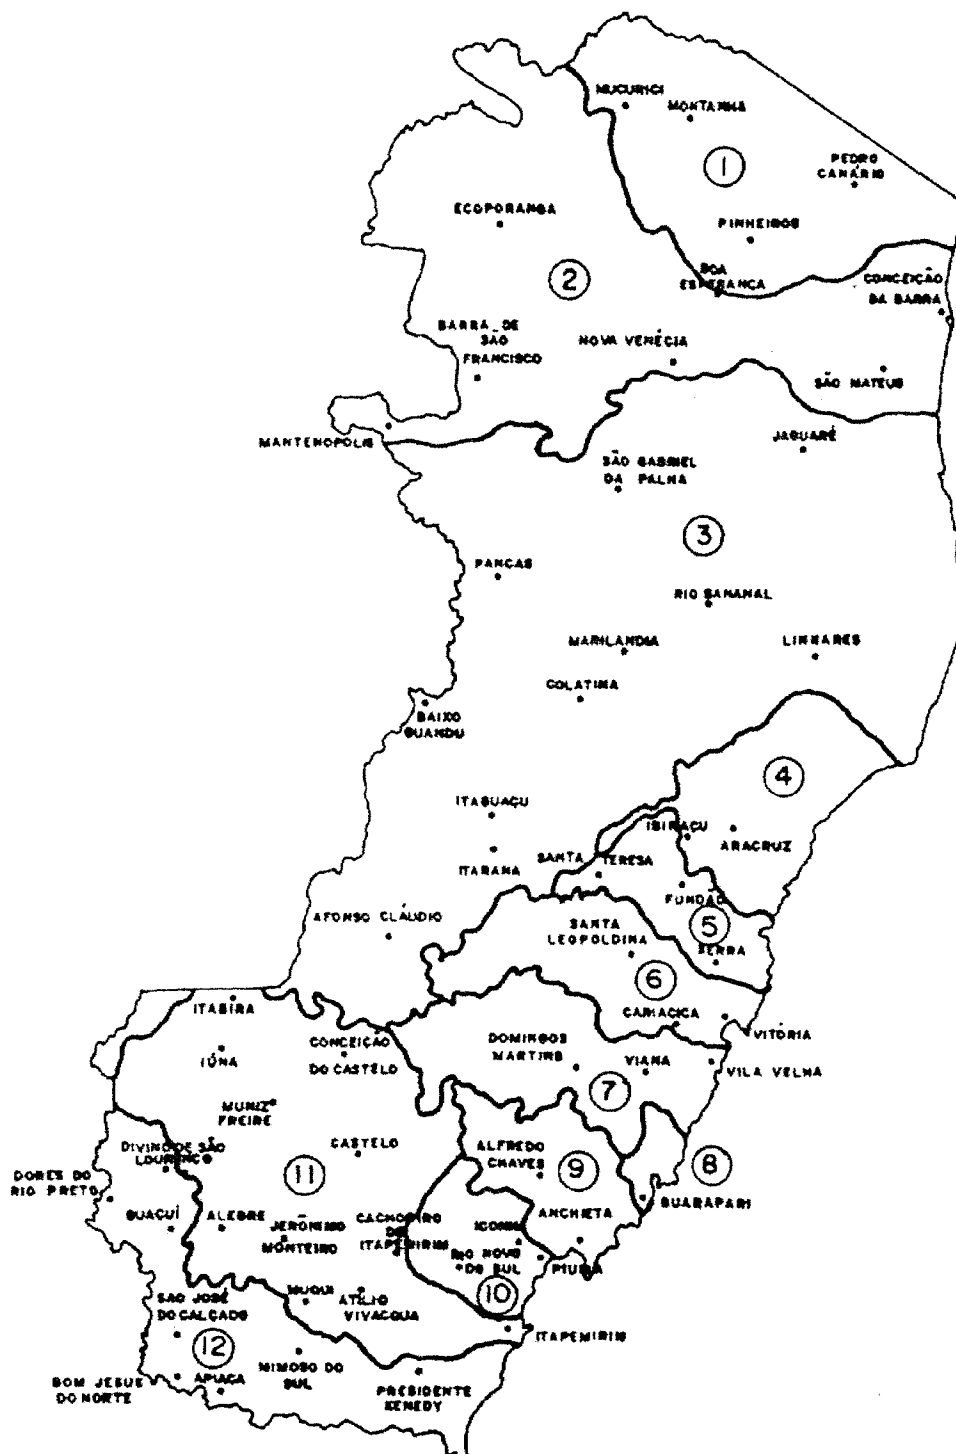 MUCURICI
MONTANHA
1
PEDRO
CANÁRIO
ECOPORANGA
PINHEIROS
2
BOA
ESPERANÇA
CONCEIÇÃO
DA BARRA
BARRA DE
SÃO
FRANCISCO
NOVA VENÉCIA
SÃO MATEUS
MANTENÓPOLIS
JAGUARÉ
SÃO GABRIEL
DA PALHA
3
PANCAS
RIO BANANAL
MARILANDIA
LINHARES
COLATINA
BAIXO
GUANDU
4
ITAGUAÇU
IBIRAÇU
ARACRUZ
ITARANA
SANTA TERESA
FUNDÃO
AFONSO CLÁUDIO
SANTA
LEOPOLDINA
5
SERRA
6
ITABIRA
CARIACICA
VITÓRIA
CONCEIÇÃO
DO CASTELO
DOMINGOS
MARTINS
VIANA
VILA VELHA
IÚNA
7
MUNIZ
FREIRE
CASTELO
ALFREDO
CHAVES
9
8
DIVINO DE SÃO
LOURENÇO
DORES DO
RIO PRETO
11
GUARAPARI
GUAÇUÍ
ALEGRE
JERÔNIMO
MONTEIRO
CACHOEIRO
DE
ITAPEMIRIM
ICONHA
ANCHIETA
RIO NOVO
DO SUL
PIUMA
10
SÃO JOSÉ
DO CALÇADO
MUQUI
ATÍLIO
VIVACQUA
ITAPEMIRIM
12
MIMOSO DO
SUL
BOM JESUS
DO NORTE
APIACÁ
PRESIDENTE
KENEDY